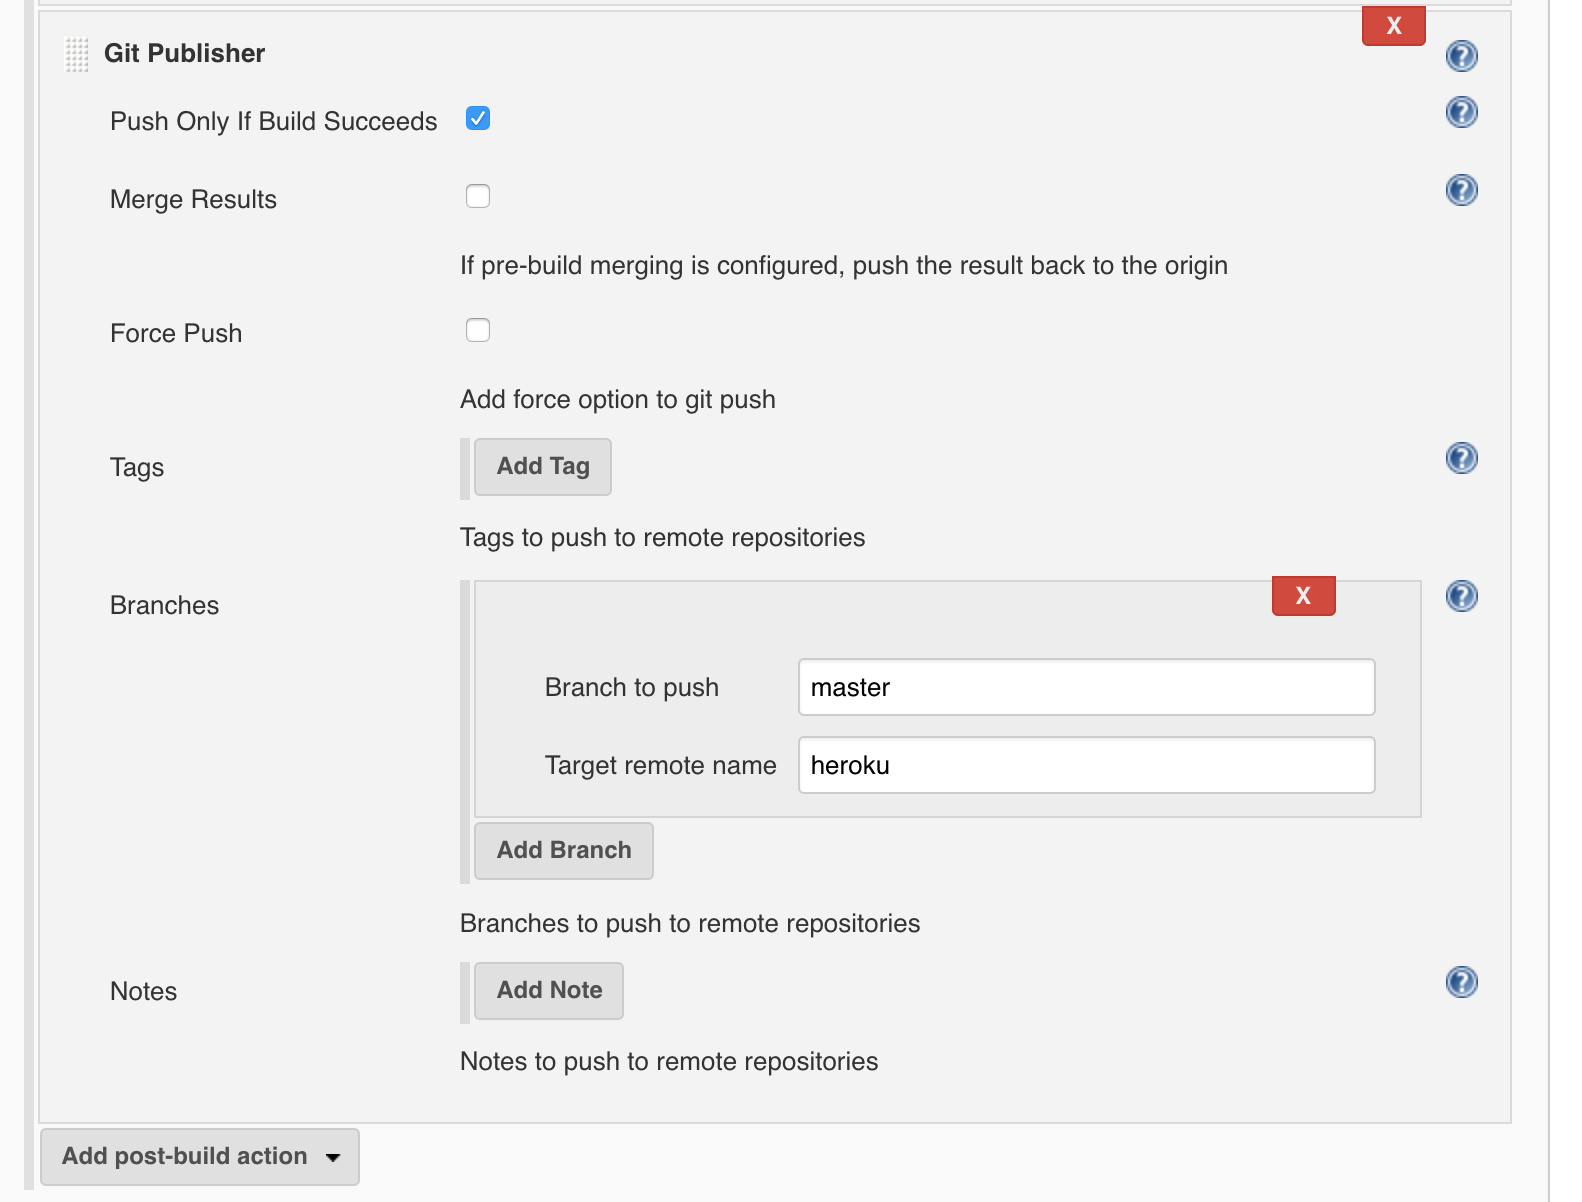 X
Git Publisher
?
Push Only If Build Succeeds
?
Merge Results
?
If pre-build merging is configured, push the result back to the origin
Force Push
Add force option to git push
Tags
Add Tag
?
Tags to push to remote repositories
Branches
X
?
Branch to push
master
Target remote name
heroku
Add Branch
Branches to push to remote repositories
Notes
Add Note
?
Notes to push to remote repositories
Add post-build action